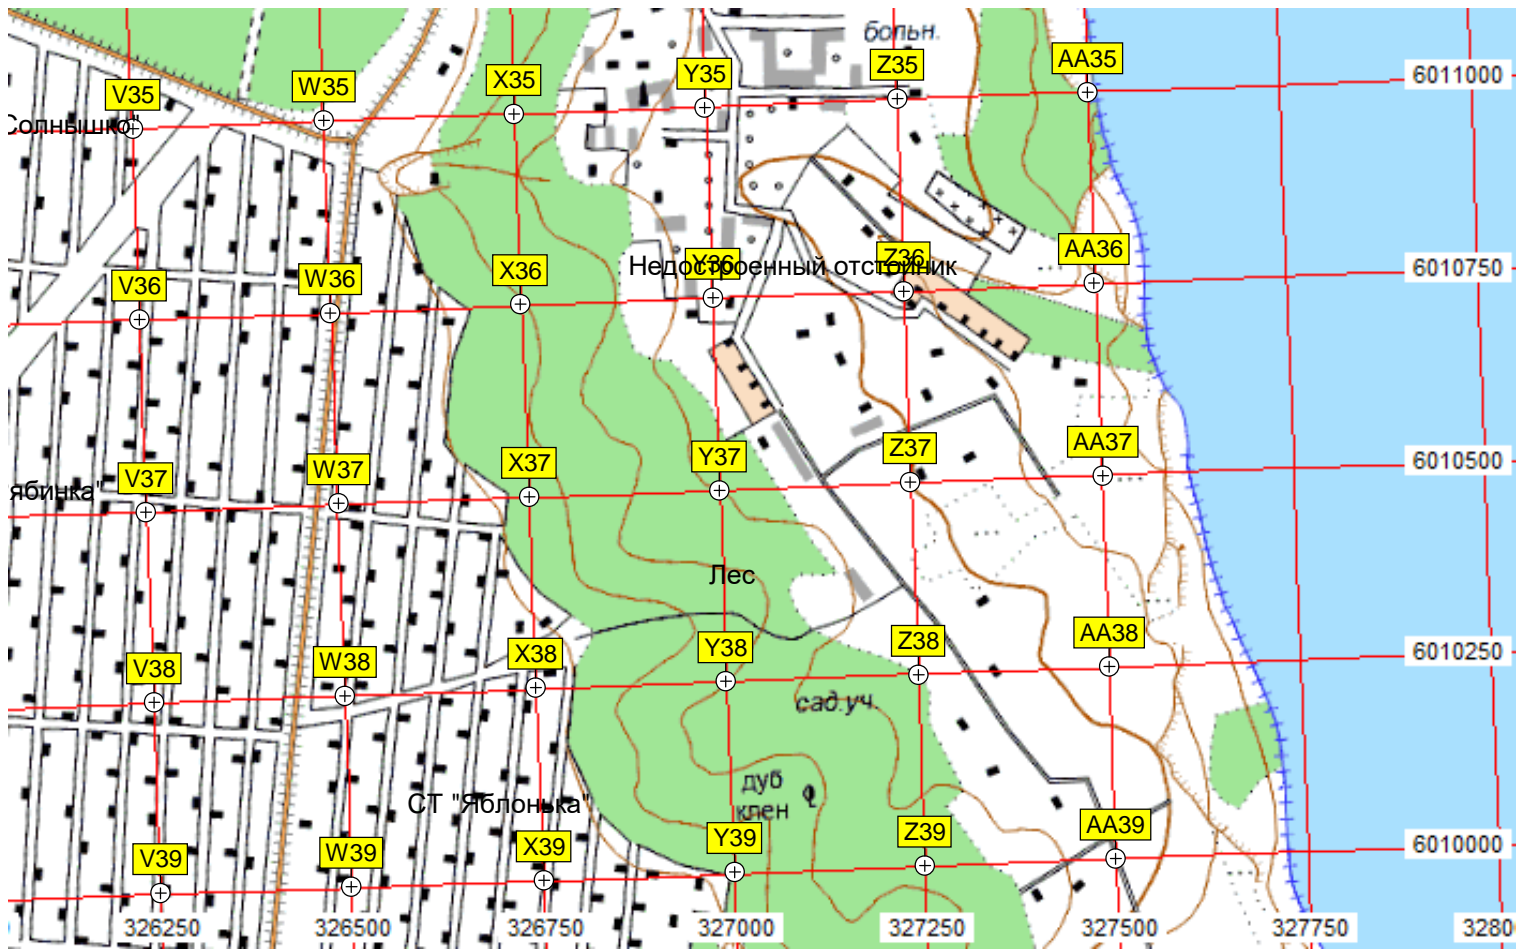 больн.
AA35
Z35
6011000
Y35
X35
W35
V35
Солнышко"
AA36
Z36
Y36
Недостроенный отстойник
X36
W36
V36
6010750
AA37
Z37
Y37
X37
W37
V37
6010500
ябинка"
Лес
AA38
Z38
Y38
X38
W38
V38
6010250
сад.уч.
дуб
клен
СТ "Яблонька"
AA39
Z39
Y39
X39
W39
V39
6010000
326250 326500 326750 327000 327250 327500 327750 3280